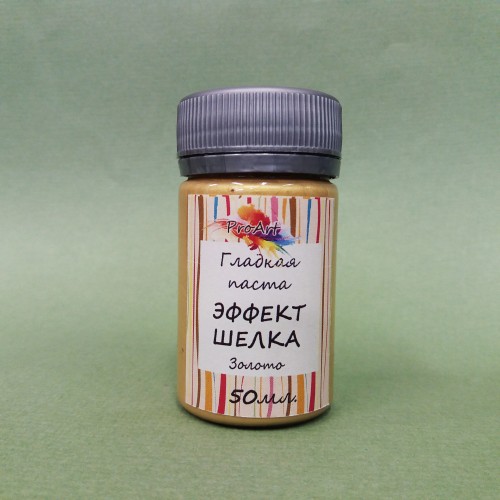 ProArt
Гладкая
паста
ЭФФЕКТ
ШЕЛКА
Золото
50мл.